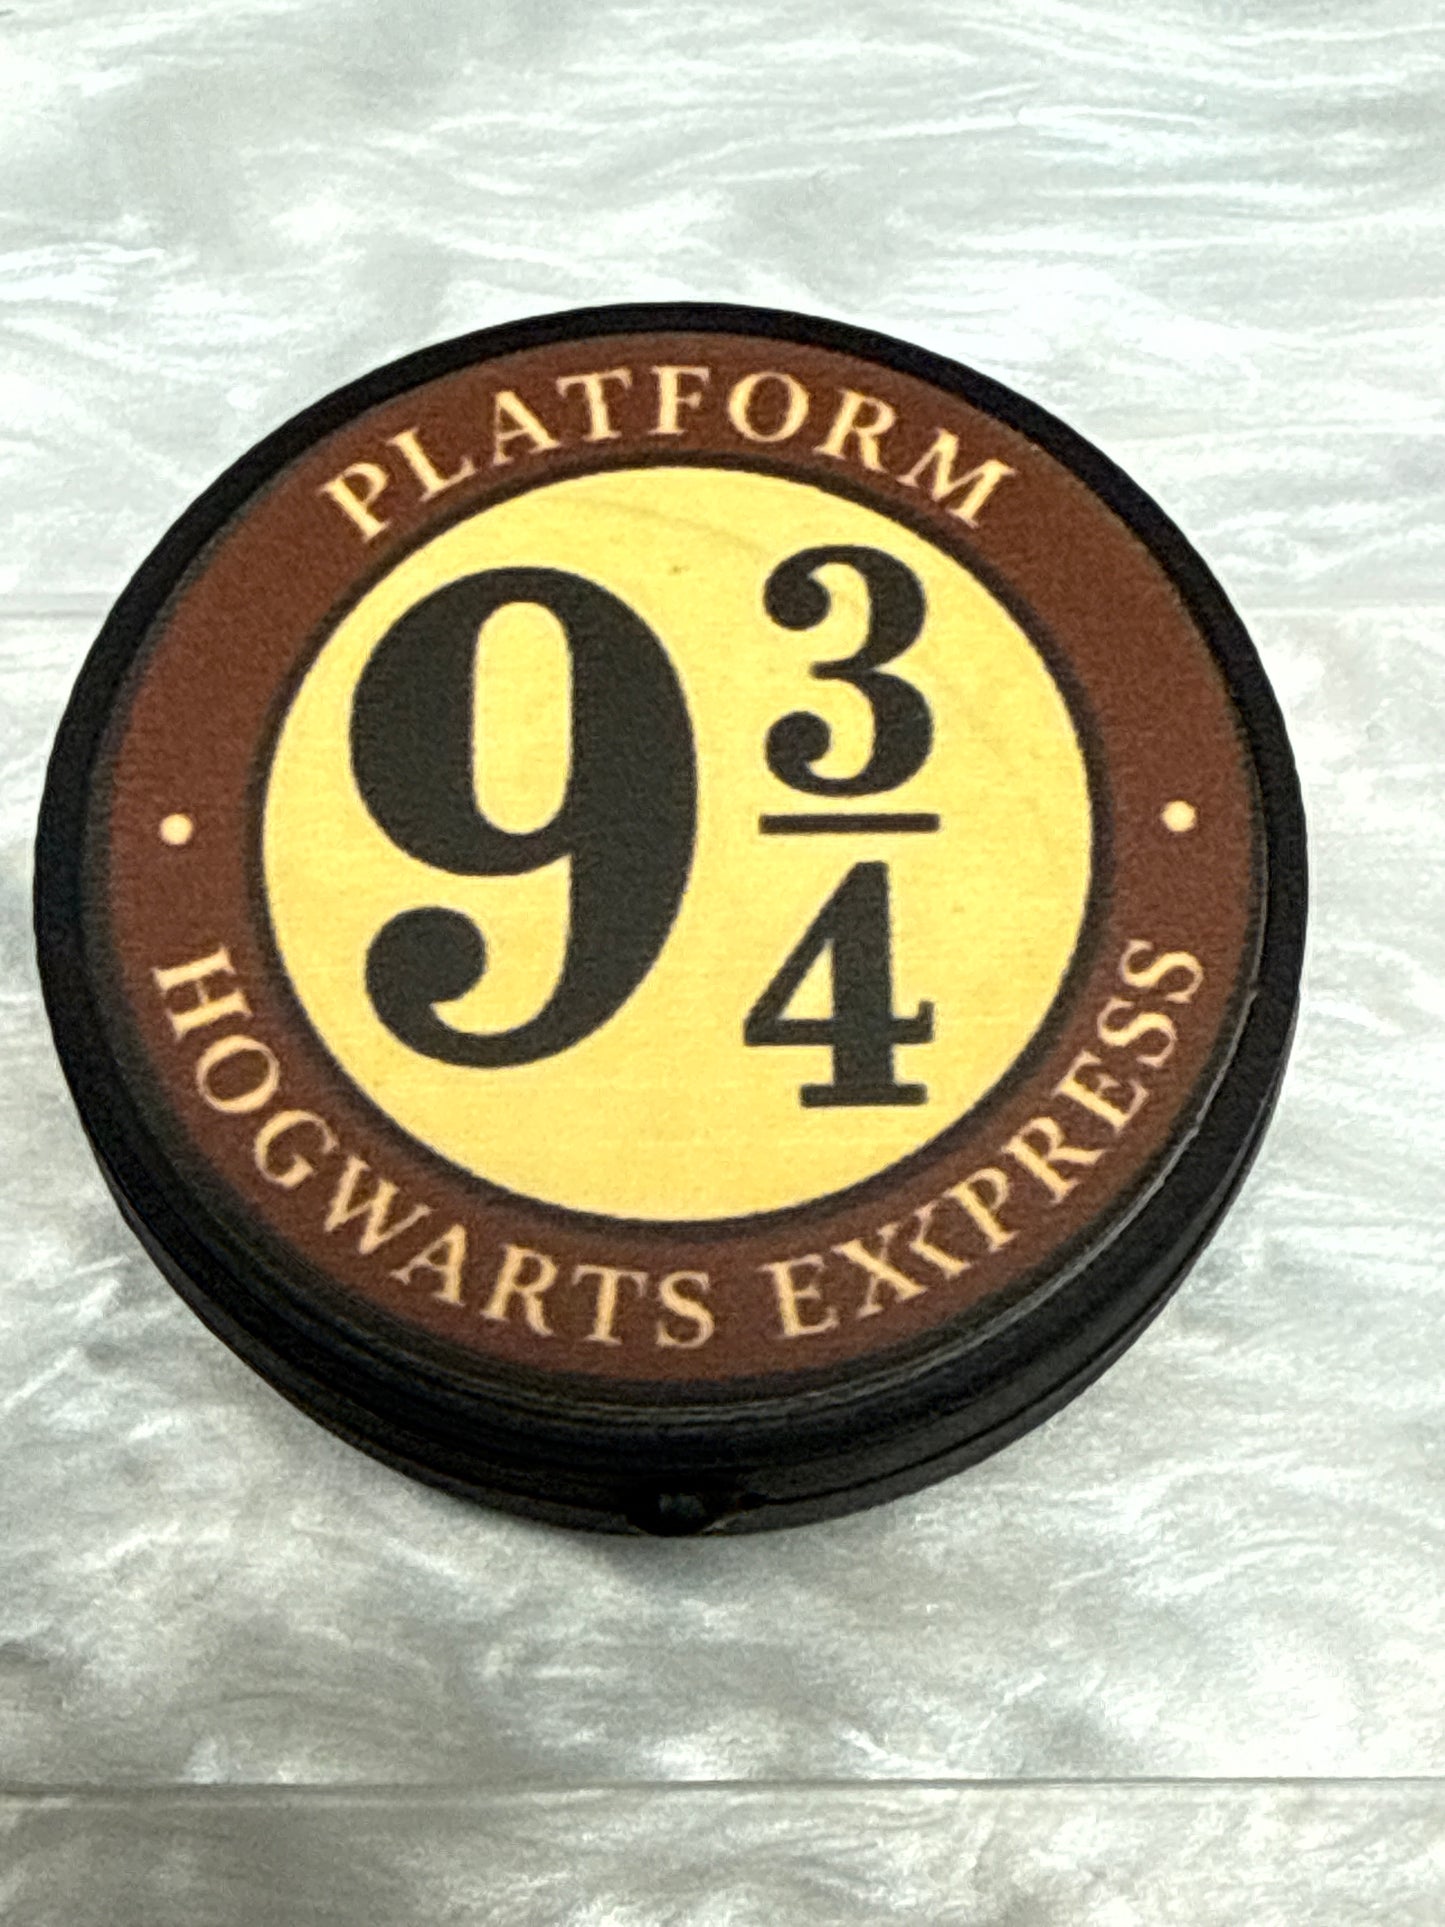 PLATFORM
9 3/4
HOGWARTS EXPRESS